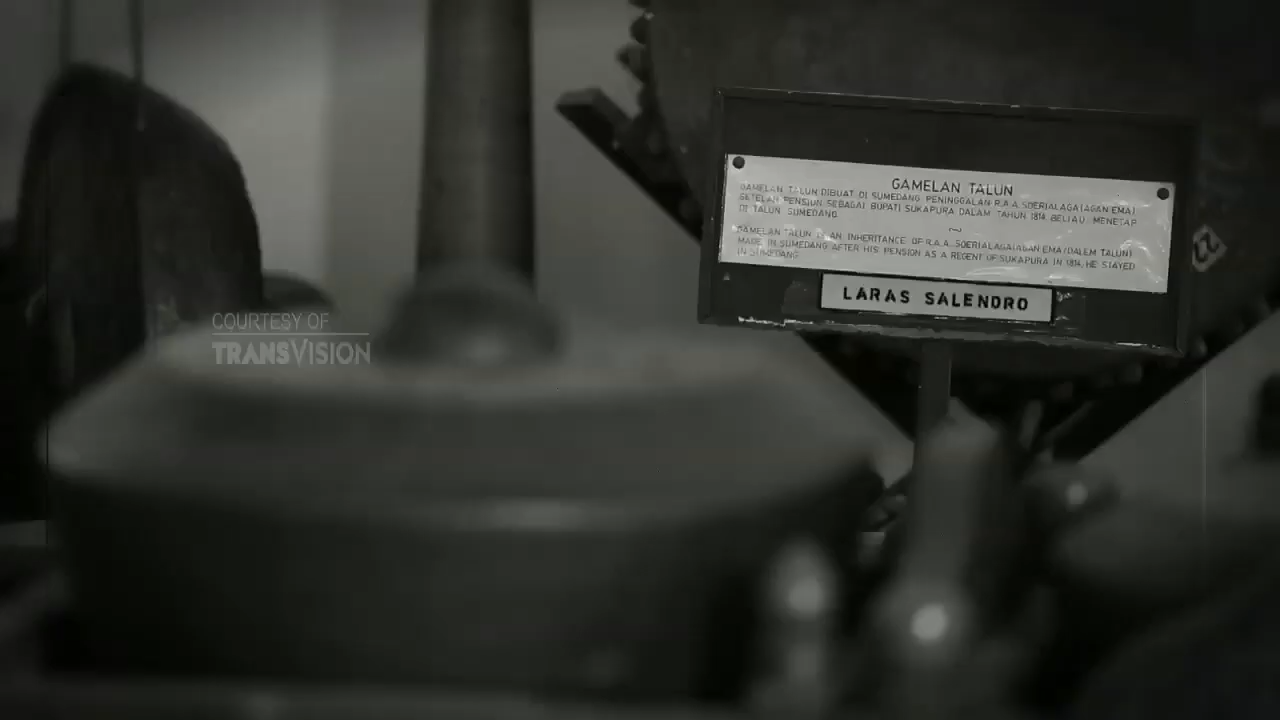 GAMELAN TALUN
GAMELAN TALUN DIBUAT DI SUMEDANG PENINGGALAN R.A.A. SOERIALAGA (AGAN EMA)
SETELAH PENSIUN SEBAGAI BUPATI SUKAPURA DALAM TAHUN 1814 BELIAU MENETAP
DI TALUN SUMEDANG.
~
GAMELAN TALUN IS AN INHERITANCE OF R.A.A. SOERIALAGA (AGAN EMA/DALEM TALUN)
MADE IN SUMEDANG AFTER HIS PENSION AS A REGENT OF SUKAPURA IN 1814, HE STAYED
IN SUMEDANG.
LARAS SALENDRO
22
COURTESY OF
TRANSVISION